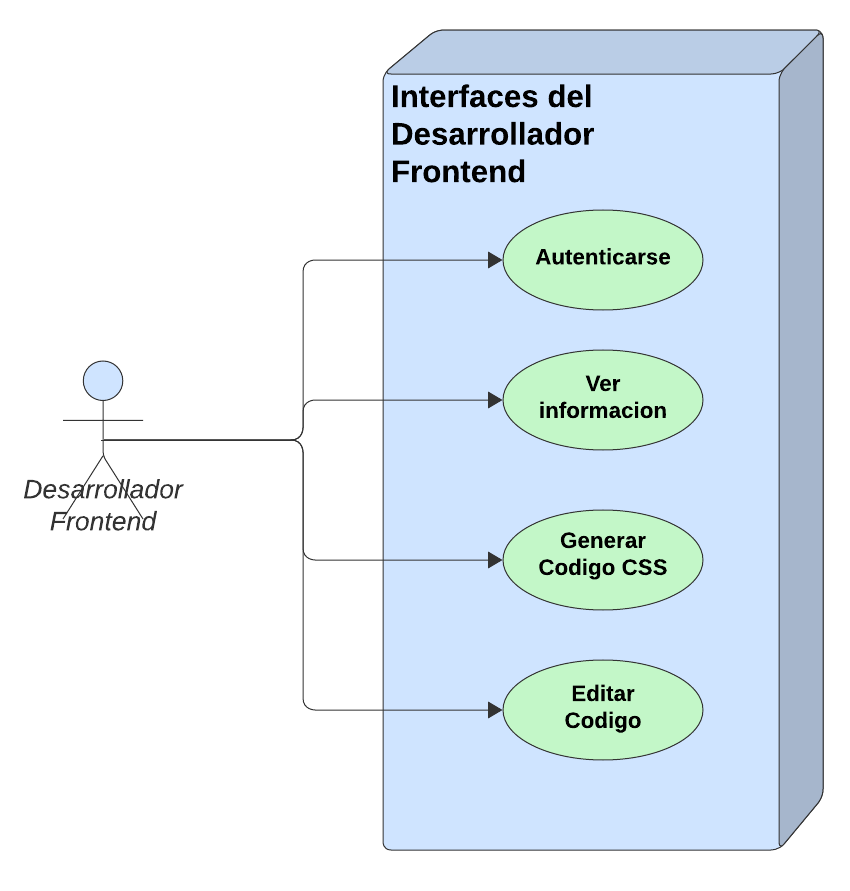 Interfaces del
Desarrollador
Frontend
Autenticarse
Ver
informacion
Desarrollador
Frontend
Generar
Codigo CSS
Editar
Codigo